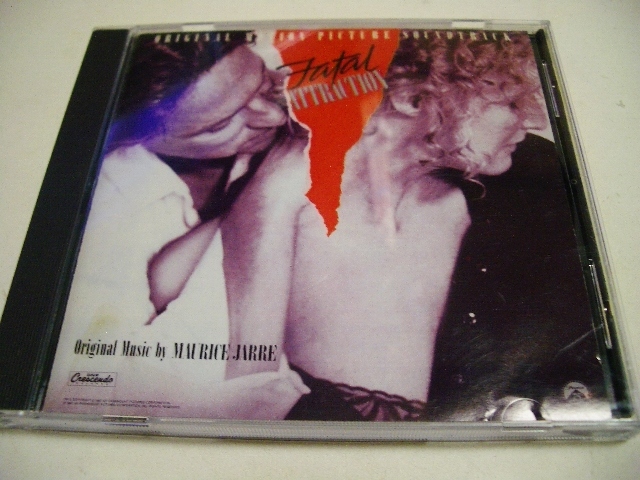 ORIGINAL MOTION PICTURE SOUNDTRACK
Fatal
ATTRACTION
Original Music by MAURICE JARRE
Crescendo